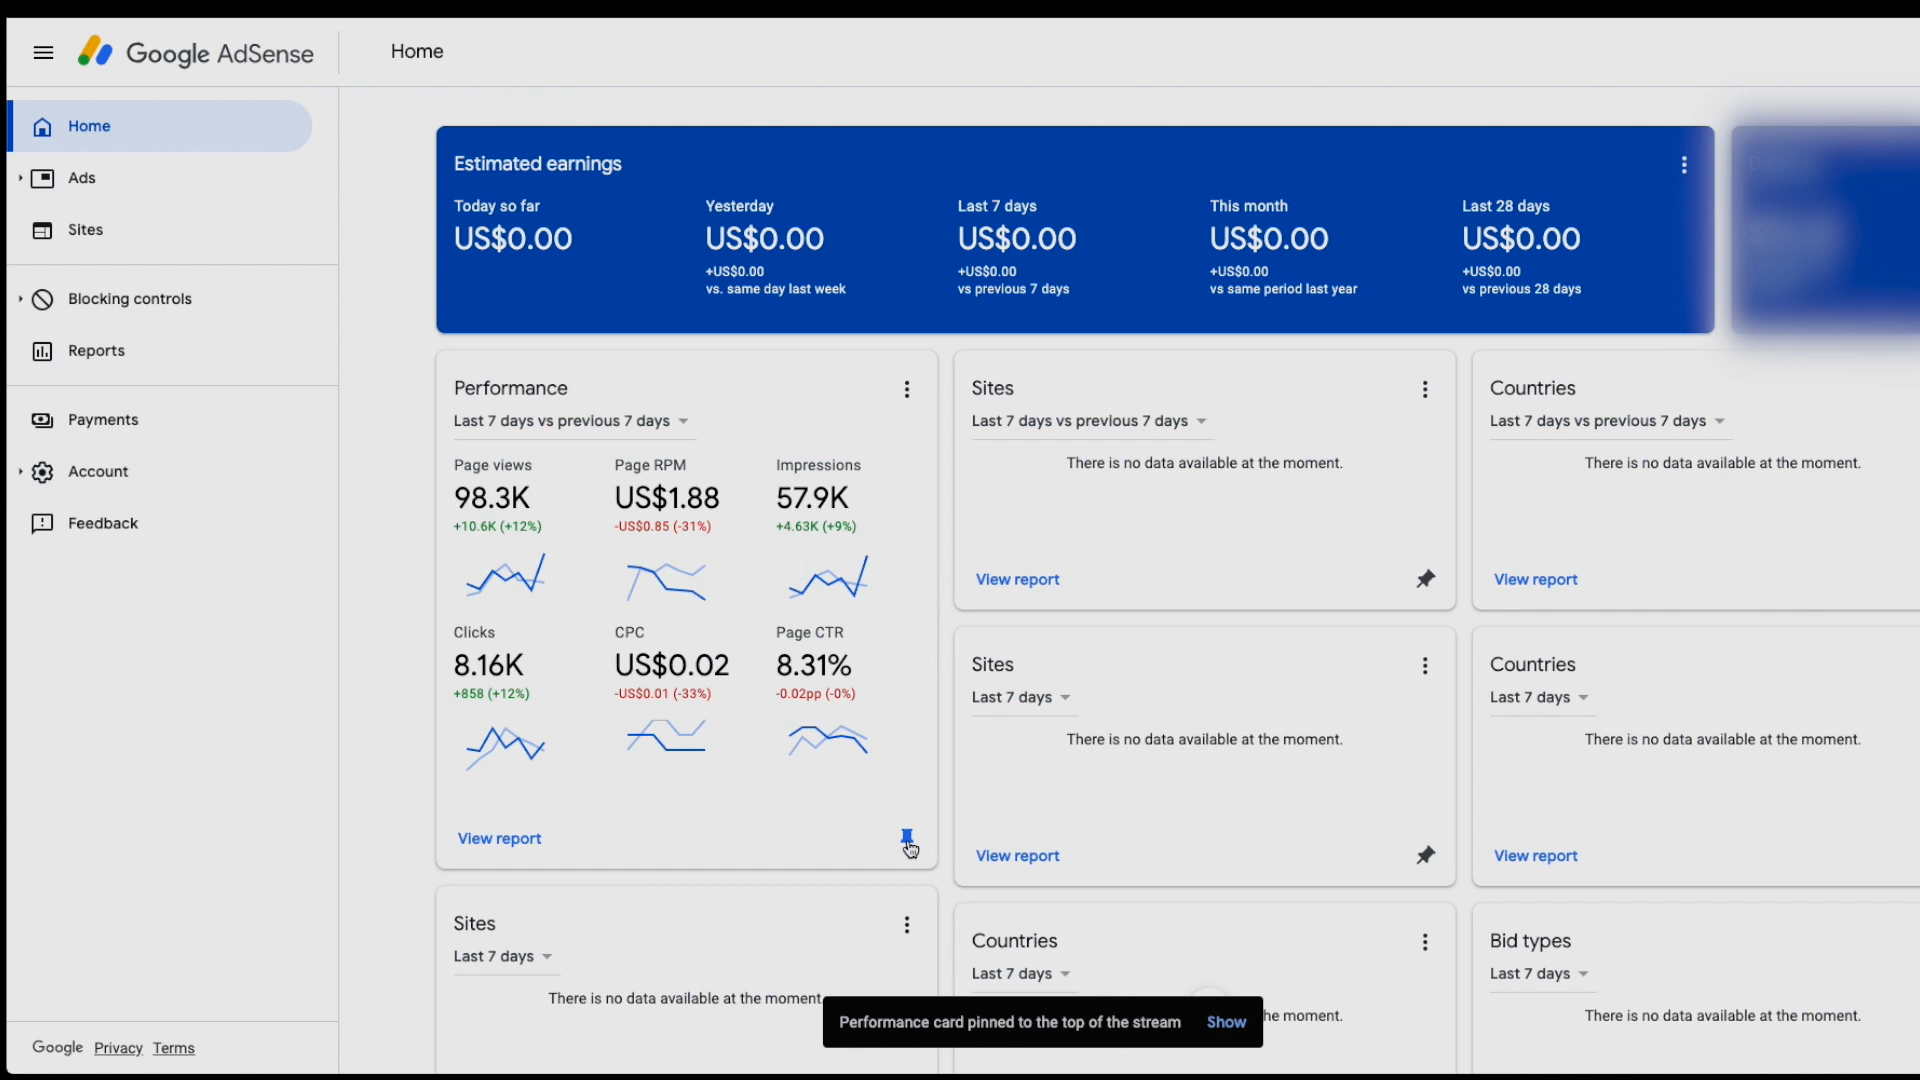 Google AdSense
Home
Home
Ads
Sites
Blocking controls
Reports
Payments
Account
Feedback
Google Privacy Terms
Estimated earnings
Today so far
US$0.00
Yesterday
US$0.00
+US$0.00
vs. same day last week
Last 7 days
US$0.00
+US$0.00
vs previous 7 days
This month
US$0.00
+US$0.00
vs same period last year
Last 28 days
US$0.00
+US$0.00
vs previous 28 days
Performance
Last 7 days vs previous 7 days
Page views
98.3K
+10.6K (+12%)
Page RPM
US$1.88
-US$0.85 (-31%)
Impressions
57.9K
+4.63K (+9%)
Clicks
8.16K
+858 (+12%)
CPC
US$0.02
-US$0.01 (-33%)
Page CTR
8.31%
-0.02pp (-0%)
View report
Sites
Last 7 days
There is no data available at the moment.
Sites
Last 7 days vs previous 7 days
There is no data available at the moment.
View report
Sites
Last 7 days
There is no data available at the moment.
View report
Countries
Last 7 days
he moment.
Countries
Last 7 days vs previous 7 days
There is no data available at the moment.
View report
Countries
Last 7 days
There is no data available at the moment.
View report
Bid types
Last 7 days
There is no data available at the moment.
Performance card pinned to the top of the stream Show